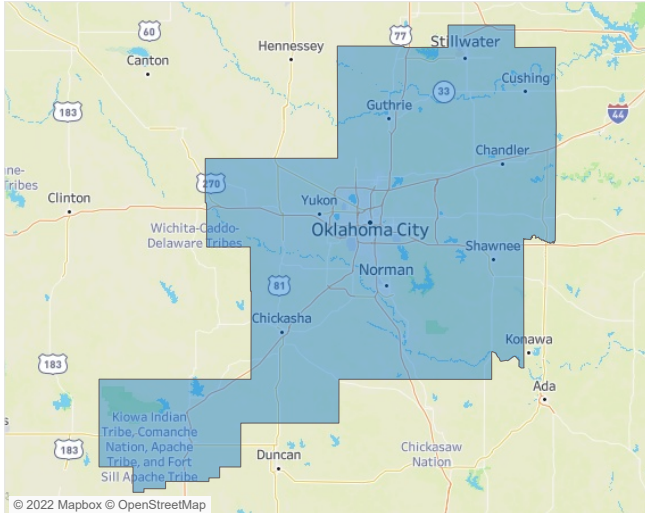 77
60
Stillwater
Hennessey
Canton
Cushing
33
Guthrie
183
44
Chandler
ne-
Tribes
270
Clinton
Yukon
Wichita-Caddo-
Delaware Tribes
Oklahoma City
Shawnee
Norman
81
Chickasha
Konawa
183
Ada
Kiowa Indian
Tribe, Comanche
Nation, Apache
Tribe, and Fort
Sill Apache Tribe
183
Duncan
Chickasaw
Nation
s
© 2022 Mapbox © OpenStreetMap